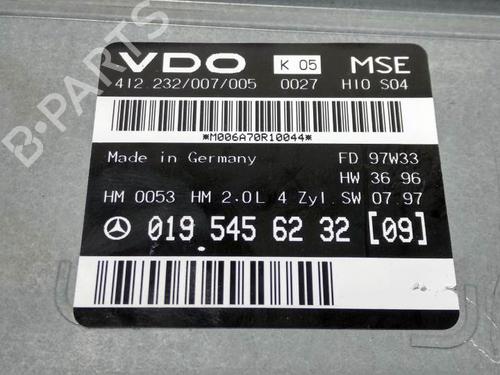 VDO K 05 MSE
412.232/007/005 0027 H10 S04
*M006A70R10044*
Made in Germany FD 97W33
HW 36 96
HM 0053 HM 2.0L 4 Zyl. SW 07.97
019 545 62 32 [09]
B-PARTS